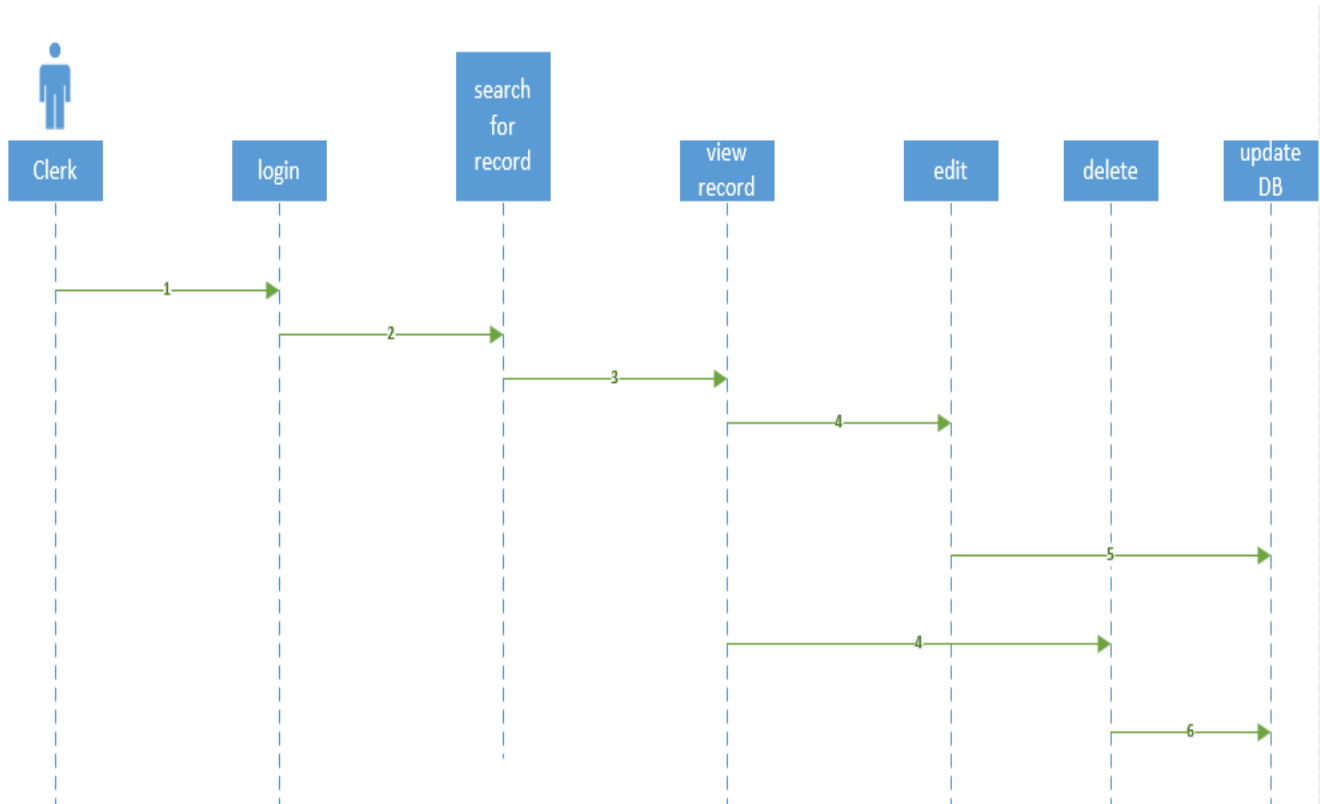 search
for
record
Clerk
login
view
record
edit
delete
update
DB
1
2
3
4
5
4
6